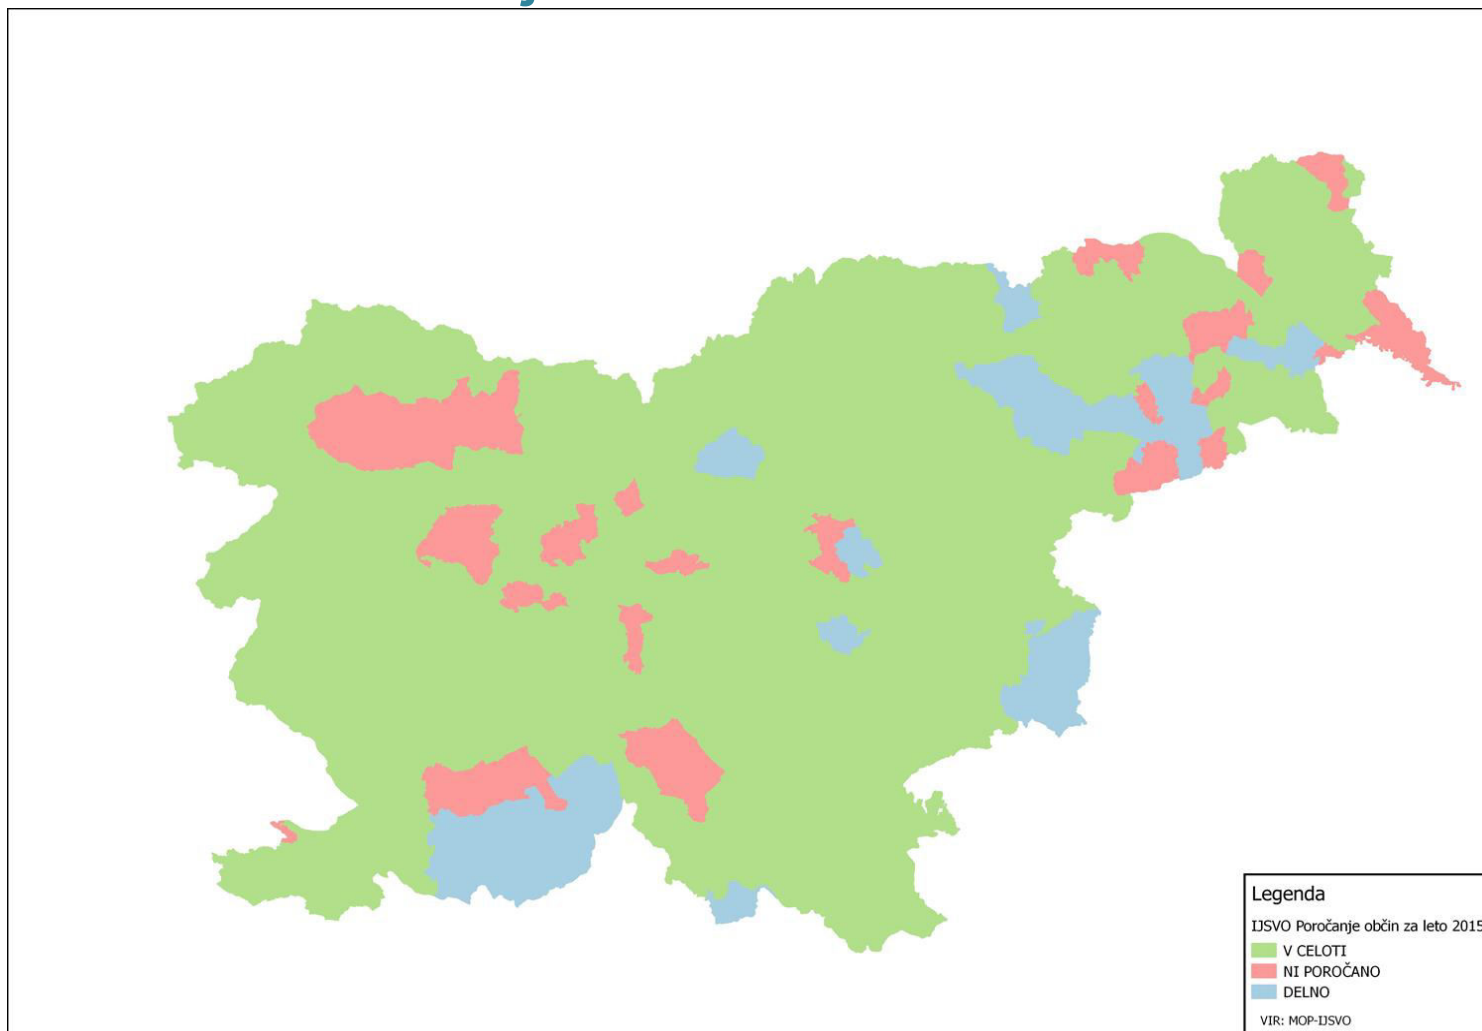 Legenda
IJSVO Poročanje občin za leto 2015
V CELOTI
NI POROČANO
DELNO
VIR: MOP-IJSVO